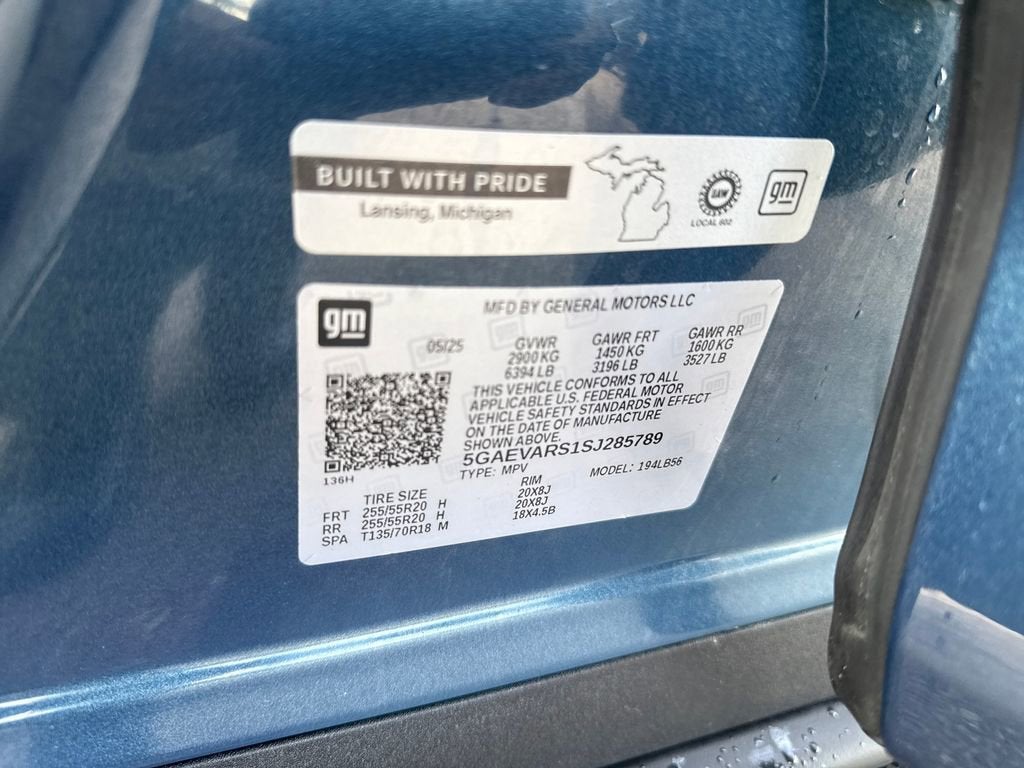 BUILT WITH PRIDE
Lansing, Michigan
UAW
LOCAL 602
gm
gm
MFD BY GENERAL MOTORS LLC
05/25 GVWR GAWR FRT GAWR RR
2900 KG 1450 KG 1600 KG
6394 LB 3196 LB 3527 LB
THIS VEHICLE CONFORMS TO ALL
APPLICABLE U.S. FEDERAL MOTOR
VEHICLE SAFETY STANDARDS IN EFFECT
ON THE DATE OF MANUFACTURE
SHOWN ABOVE.
5GAEVARS1SJ285789
TYPE: MPV MODEL: 194LB56
136H
TIRE SIZE RIM
FRT 255/55R20 H 20X8J
RR 255/55R20 H 20X8J
SPA T135/70R18 M 18X4.5B